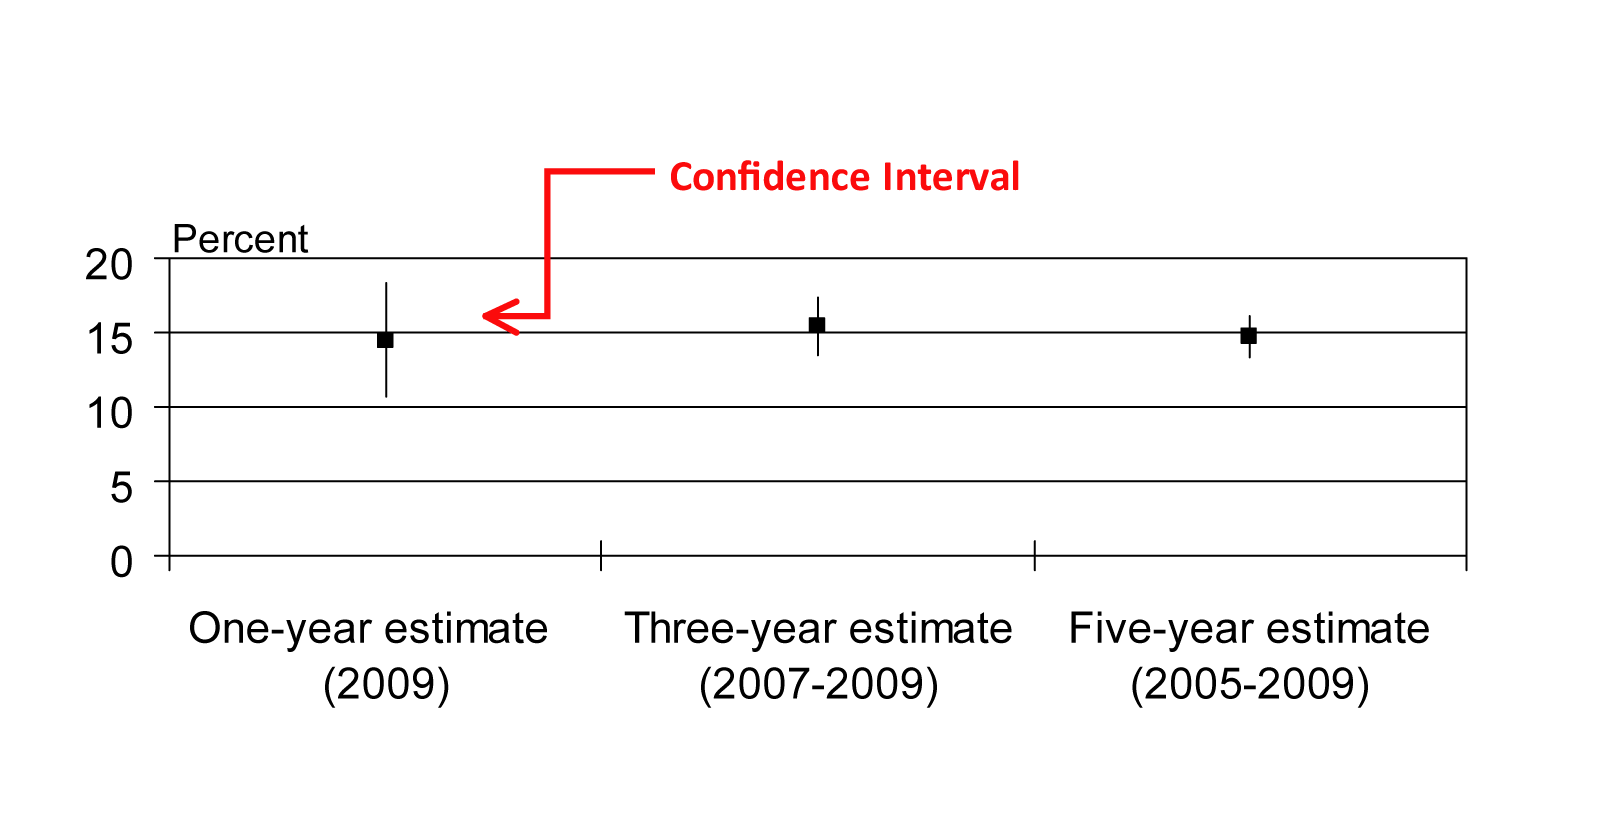 Confidence Interval
Percent
20
15
10
5
0
One-year estimate
(2009)
Three-year estimate
(2007-2009)
Five-year estimate
(2005-2009)